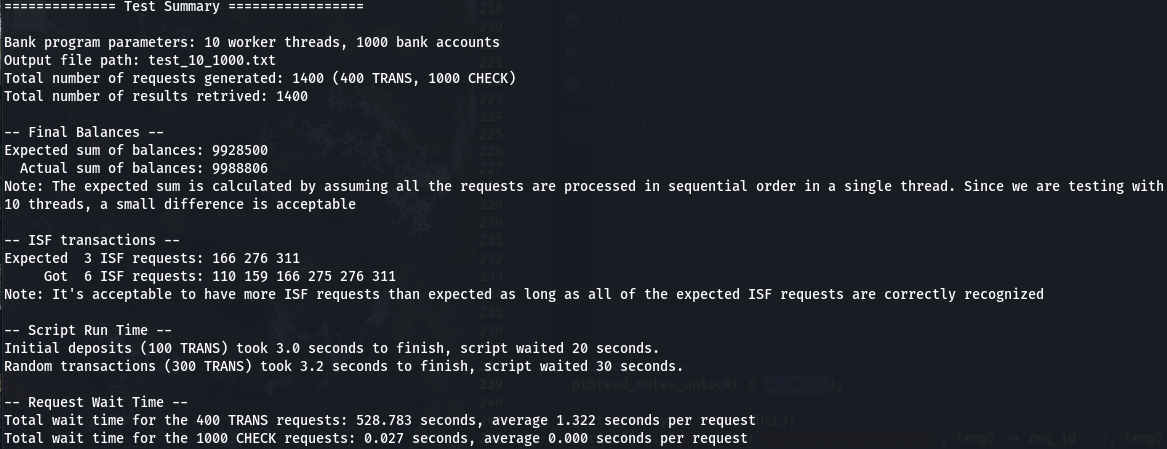 ============== Test Summary =================
Bank program parameters: 10 worker threads, 1000 bank accounts
Output file path: test_10_1000.txt
Total number of requests generated: 1400 (400 TRANS, 1000 CHECK)
Total number of results retrived: 1400
-- Final Balances --
Expected sum of balances: 9928500
Actual sum of balances: 9988806
Note: The expected sum is calculated by assuming all the requests are processed in sequential order in a single thread. Since we are testing with
10 threads, a small difference is acceptable
-- ISF transactions --
Expected  3 ISF requests: 166 276 311
Got  6 ISF requests: 110 159 166 275 276 311
Note: It's acceptable to have more ISF requests than expected as long as all of the expected ISF requests are correctly recognized
-- Script Run Time --
Initial deposits (100 TRANS) took 3.0 seconds to finish, script waited 20 seconds.
Random transactions (300 TRANS) took 3.2 seconds to finish, script waited 30 seconds.
-- Request Wait Time --
Total wait time for the 400 TRANS requests: 528.783 seconds, average 1.322 seconds per request
Total wait time for the 1000 CHECK requests: 0.027 seconds, average 0.000 seconds per request